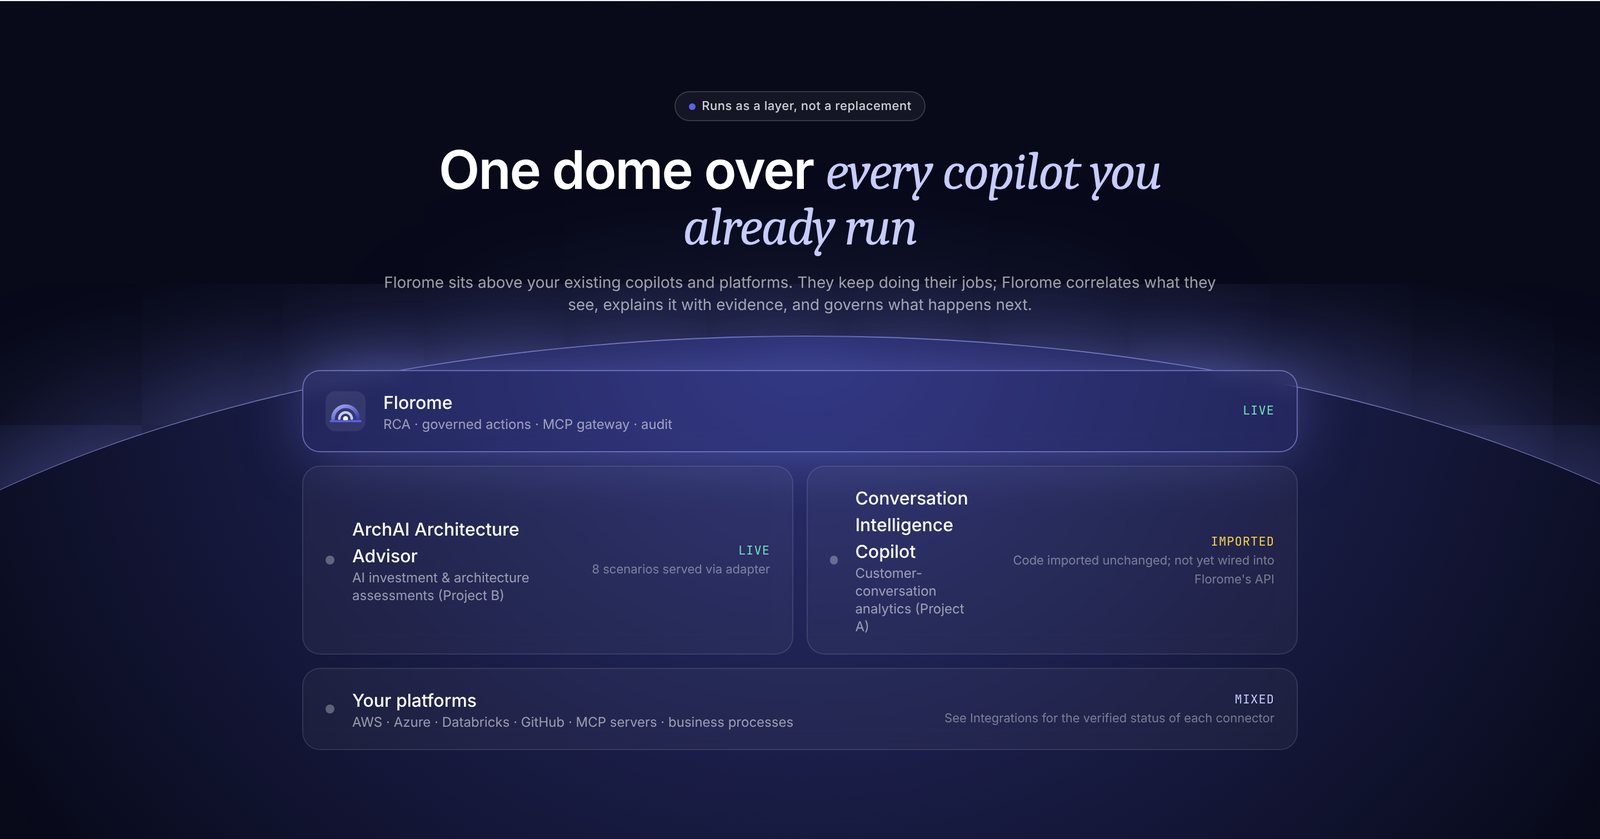 Runs as a layer, not a replacement
One dome over every copilot you
already run
Florome sits above your existing copilots and platforms. They keep doing their jobs; Florome correlates what they
see, explains it with evidence, and governs what happens next.
Florome
RCA · governed actions · MCP gateway · audit
LIVE
ArchAI Architecture
Advisor
AI investment & architecture
assessments (Project B)
LIVE
8 scenarios served via adapter
Conversation
Intelligence
Copilot
Customer-
conversation
analytics (Project
A)
IMPORTED
Code imported unchanged; not yet wired into
Florome's API
Your platforms
AWS · Azure · Databricks · GitHub · MCP servers · business processes
MIXED
See Integrations for the verified status of each connector